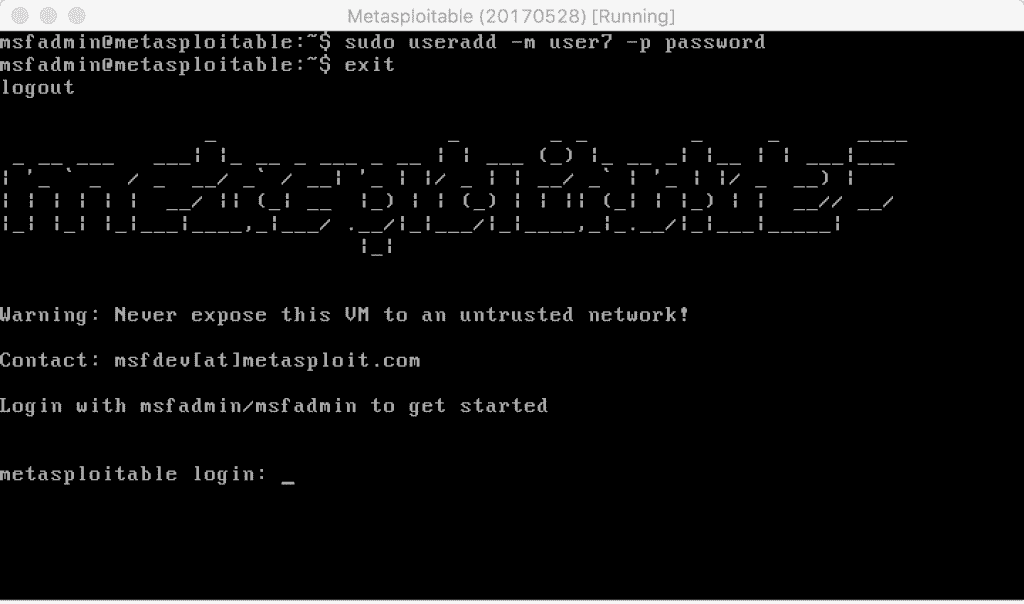 Metasploitable (20170528) [Running]
msfadmin@metasploitable:~$ sudo useradd -m user7 -p password
msfadmin@metasploitable:~$ exit
logout
metasploitable2
Warning: Never expose this VM to an untrusted network!
Contact: msfdev[at]metasploit.com
Login with msfadmin/msfadmin to get started
metasploitable login: _